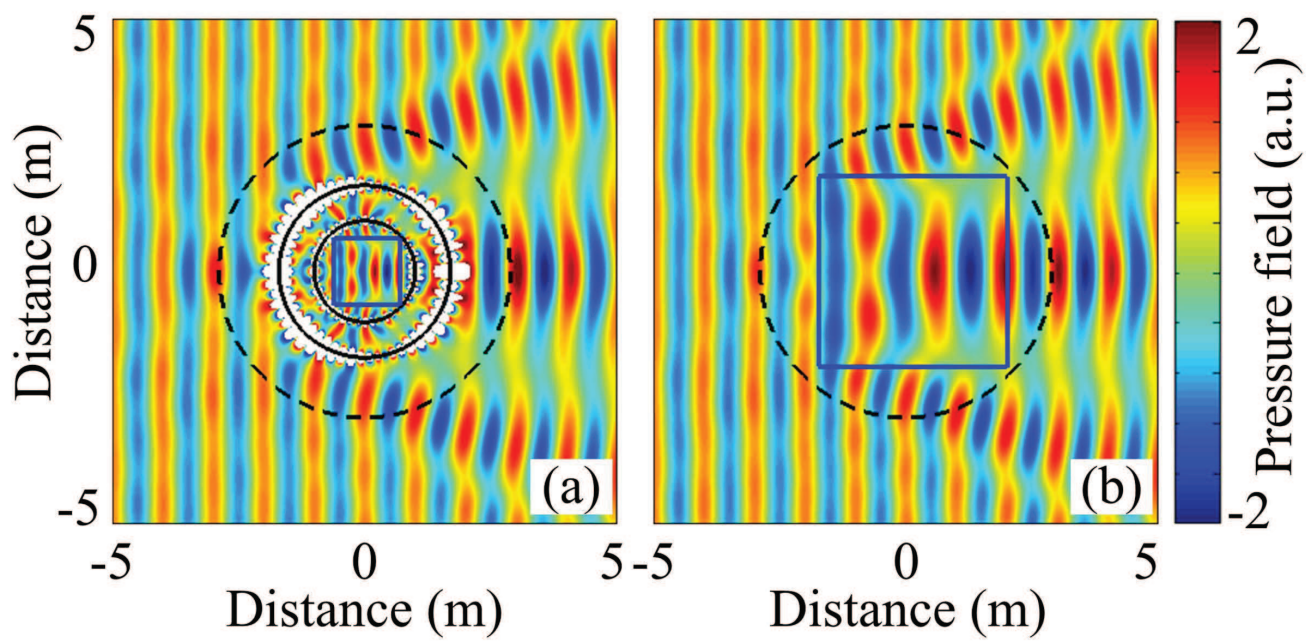 5
0
-5
Distance (m)
-5 0 5
Distance (m)
(a)
-5 0 5
Distance (m)
(b)
2
-2
Pressure field (a.u.)